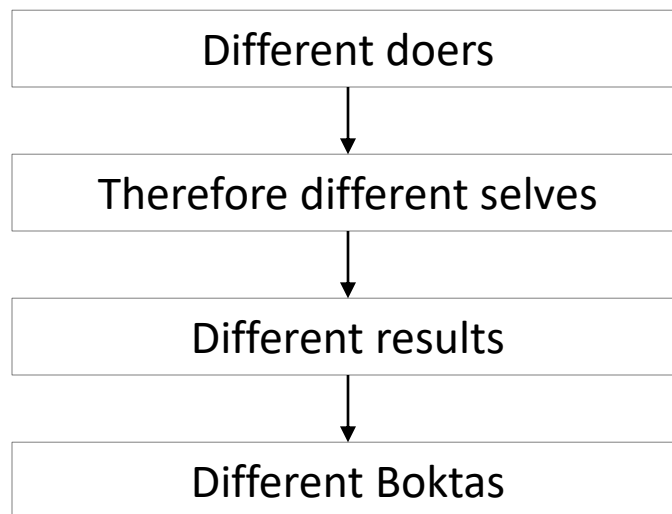 Different doers
Therefore different selves
Different results
Different Boktas